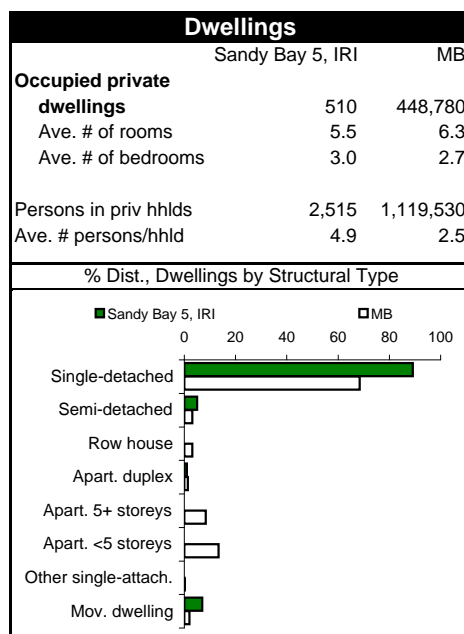 Dwellings
Sandy Bay 5, IRI MB
Occupied private
dwellings 510 448,780
Ave. # of rooms 5.5 6.3
Ave. # of bedrooms 3.0 2.7
Persons in priv hhlds 2,515 1,119,530
Ave. # persons/hhld 4.9 2.5
% Dist., Dwellings by Structural Type
Sandy Bay 5, IRI MB
0 20 40 60 80 100
Single-detached
Semi-detached
Row house
Apart. duplex
Apart. 5+ storeys
Apart. <5 storeys
Other single-attach.
Mov. dwelling